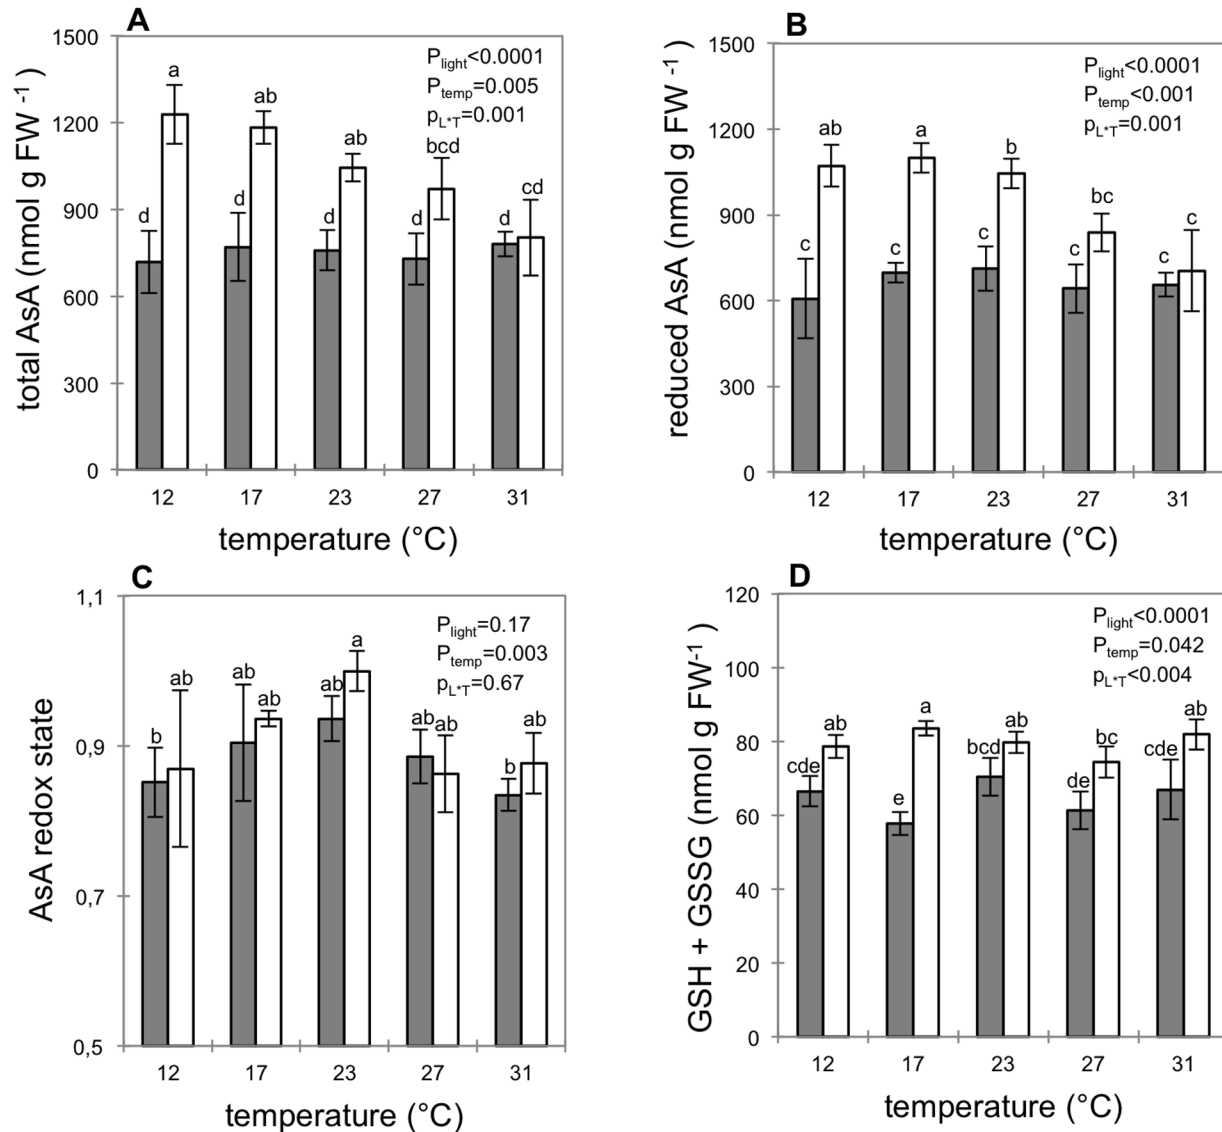 A
total AsA (nmol g FW -1)
1500
1200
900
600
300
0
Plight<0.0001
Ptemp=0.005
pL*T=0.001
a
ab
ab
bcd
cd
d
d
d
d
d
12
17
23
27
31
temperature (°C)
B
reduced AsA (nmol g FW -1 )
1500
1200
900
600
300
0
Plight<0.0001
Ptemp<0.001
pL*T=0.001
ab
a
b
bc
c
c
c
c
c
c
12
17
23
27
31
temperature (°C)
C
AsA redox state
1,1
0,9
0,7
0,5
Plight=0.17
Ptemp=0.003
pL*T=0.67
b
ab
ab
ab
ab
a
ab
ab
b
ab
12
17
23
27
31
temperature (°C)
D
GSH + GSSG (nmol g FW-1 )
120
100
80
60
40
20
0
Plight<0.0001
Ptemp=0.042
pL*T<0.004
cde
ab
e
a
bcd
ab
de
bc
cde
ab
12
17
23
27
31
temperature (°C)